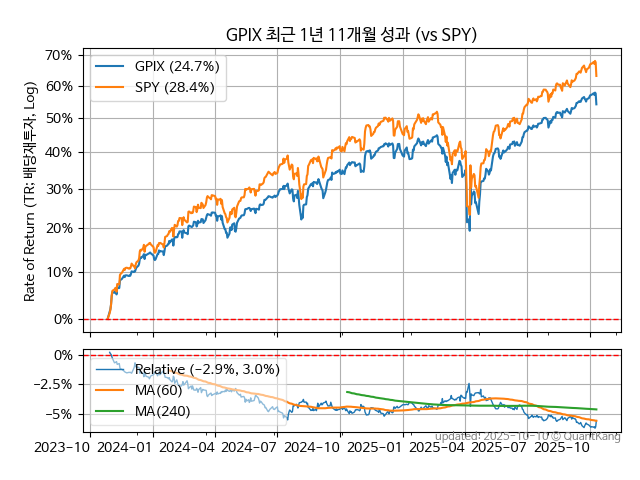 GPIX 최근 1년 11개월 성과 (vs SPY)
Rate of Return (TR: 배당재투자, Log)
70%
60%
50%
40%
30%
20%
10%
0%
GPIX (24.7%)
SPY (28.4%)
0%
−2.5%
−5%
Relative (−2.9%, 3.0%)
MA(60)
MA(240)
updated: 2025-10-10 © QuantKang
2023-10 2024-01 2024-04 2024-07 2024-10 2025-01 2025-04 2025-07 2025-10